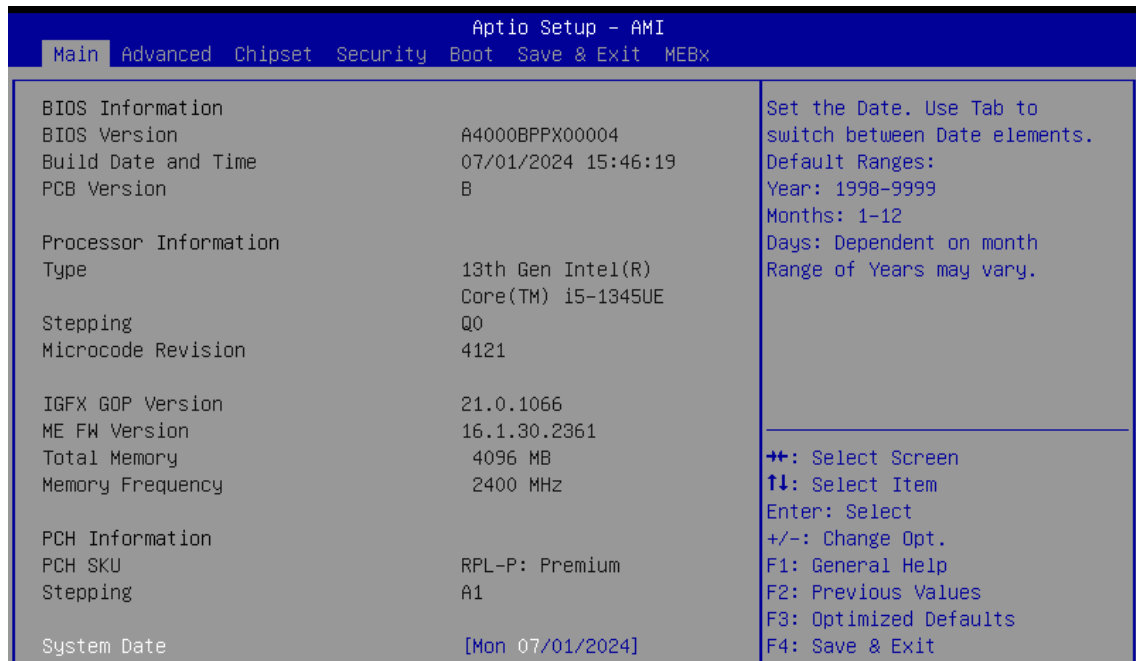 Aptio Setup – AMI
Main Advanced Chipset Security Boot Save & Exit MEBx
BIOS Information
BIOS Version A4000BPPX00004
Build Date and Time 07/01/2024 15:46:19
PCB Version B
Processor Information
Type 13th Gen Intel(R)
Core(TM) i5-1345UE
Stepping Q0
Microcode Revision 4121
IGFX GOP Version 21.0.1066
ME FW Version 16.1.30.2361
Total Memory 4096 MB
Memory Frequency 2400 MHz
PCH Information
PCH SKU RPL-P: Premium
Stepping A1
System Date [Mon 07/01/2024]
Set the Date. Use Tab to
switch between Date elements.
Default Ranges:
Year: 1998-9999
Months: 1-12
Days: Dependent on month
Range of Years may vary.
→←: Select Screen
↑↓: Select Item
Enter: Select
+/-: Change Opt.
F1: General Help
F2: Previous Values
F3: Optimized Defaults
F4: Save & Exit